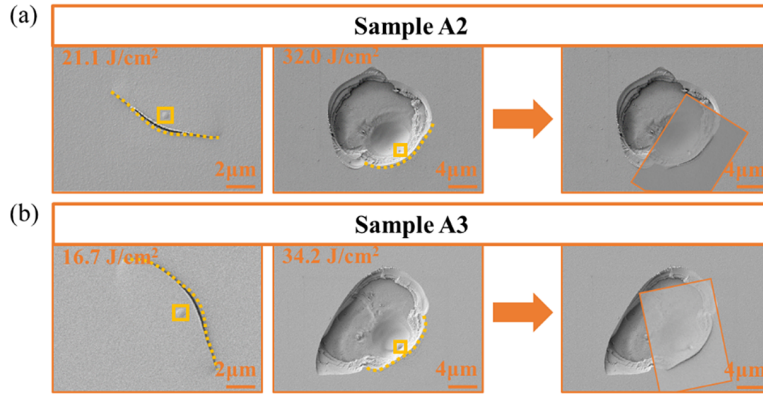 (a)
Sample A2
21.1 J/cm²
32.0 J/cm²
2μm
4μm
4μm
(b)
Sample A3
16.7 J/cm²
34.2 J/cm²
2μm
4μm
4μm